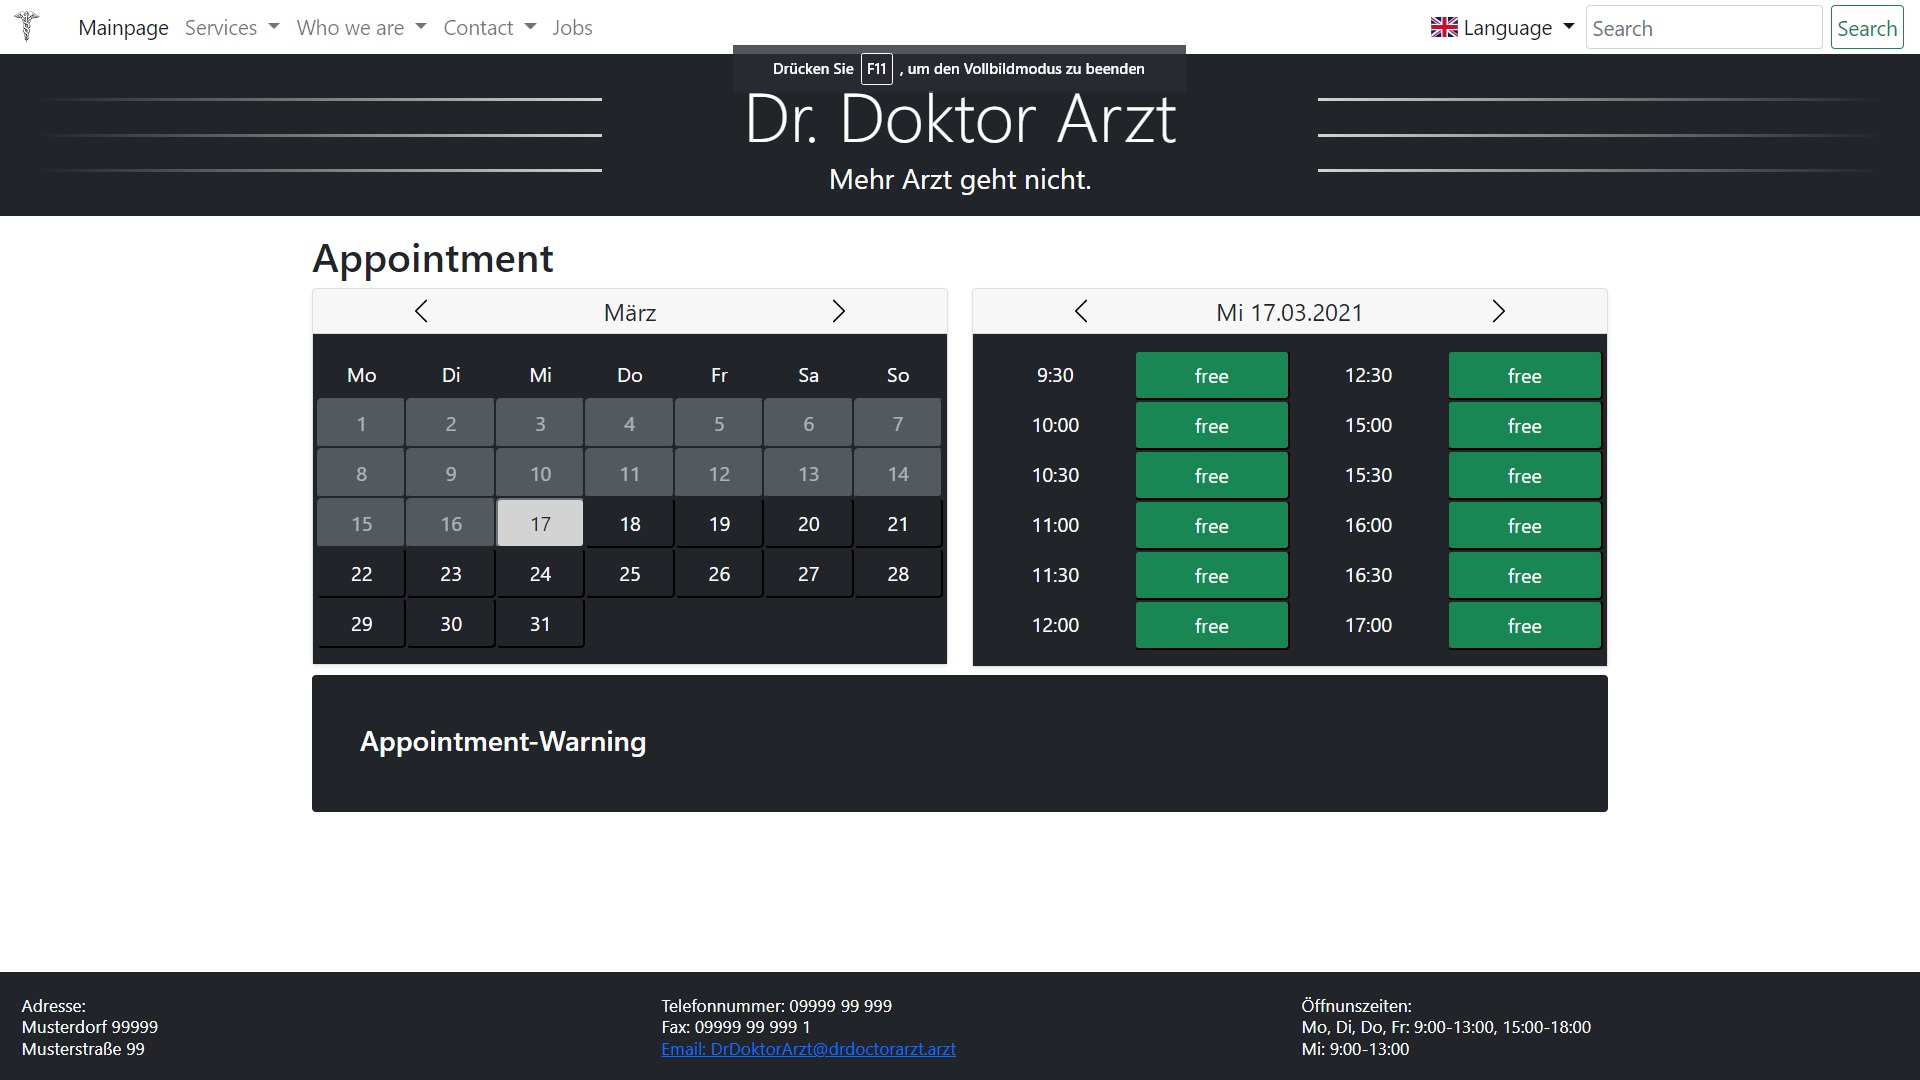 Mainpage Services Who we are Contact Jobs Language Search Search
Drücken Sie F11 , um den Vollbildmodus zu beenden
Dr. Doktor Arzt
Mehr Arzt geht nicht.
Appointment
März
Mo Di Mi Do Fr Sa So
1 2 3 4 5 6 7
8 9 10 11 12 13 14
15 16 17 18 19 20 21
22 23 24 25 26 27 28
29 30 31
Mi 17.03.2021
9:30 free 12:30 free
10:00 free 15:00 free
10:30 free 15:30 free
11:00 free 16:00 free
11:30 free 16:30 free
12:00 free 17:00 free
Appointment-Warning
Adresse:
Musterdorf 99999
Musterstraße 99
Telefonnummer: 09999 99 999
Fax: 09999 99 999 1
Email: DrDoktorArzt@drdoctorarzt.arzt
Öffnunszeiten:
Mo, Di, Do, Fr: 9:00-13:00, 15:00-18:00
Mi: 9:00-13:00